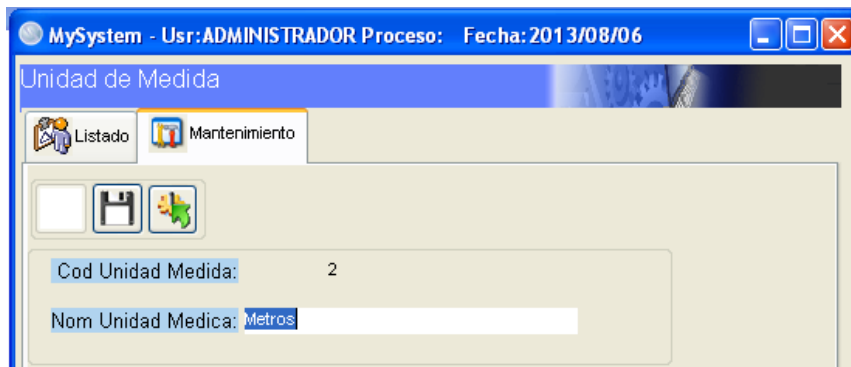 MySystem - Usr:ADMINISTRADOR Proceso: Fecha:2013/08/06
Unidad de Medida
Listado Mantenimiento
Cod Unidad Medida: 2
Nom Unidad Medica: Metros